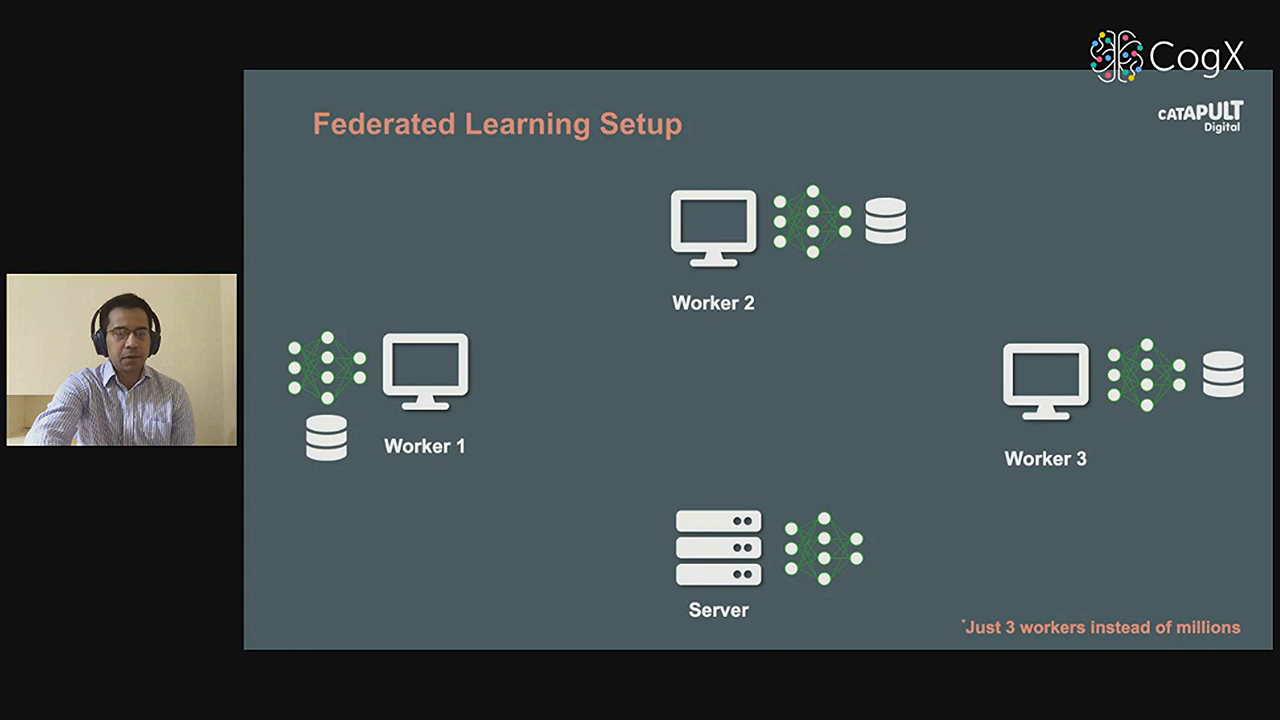 CogX
CATAPULT
Digital
Federated Learning Setup
Worker 2
Worker 1
Worker 3
Server
*Just 3 workers instead of millions